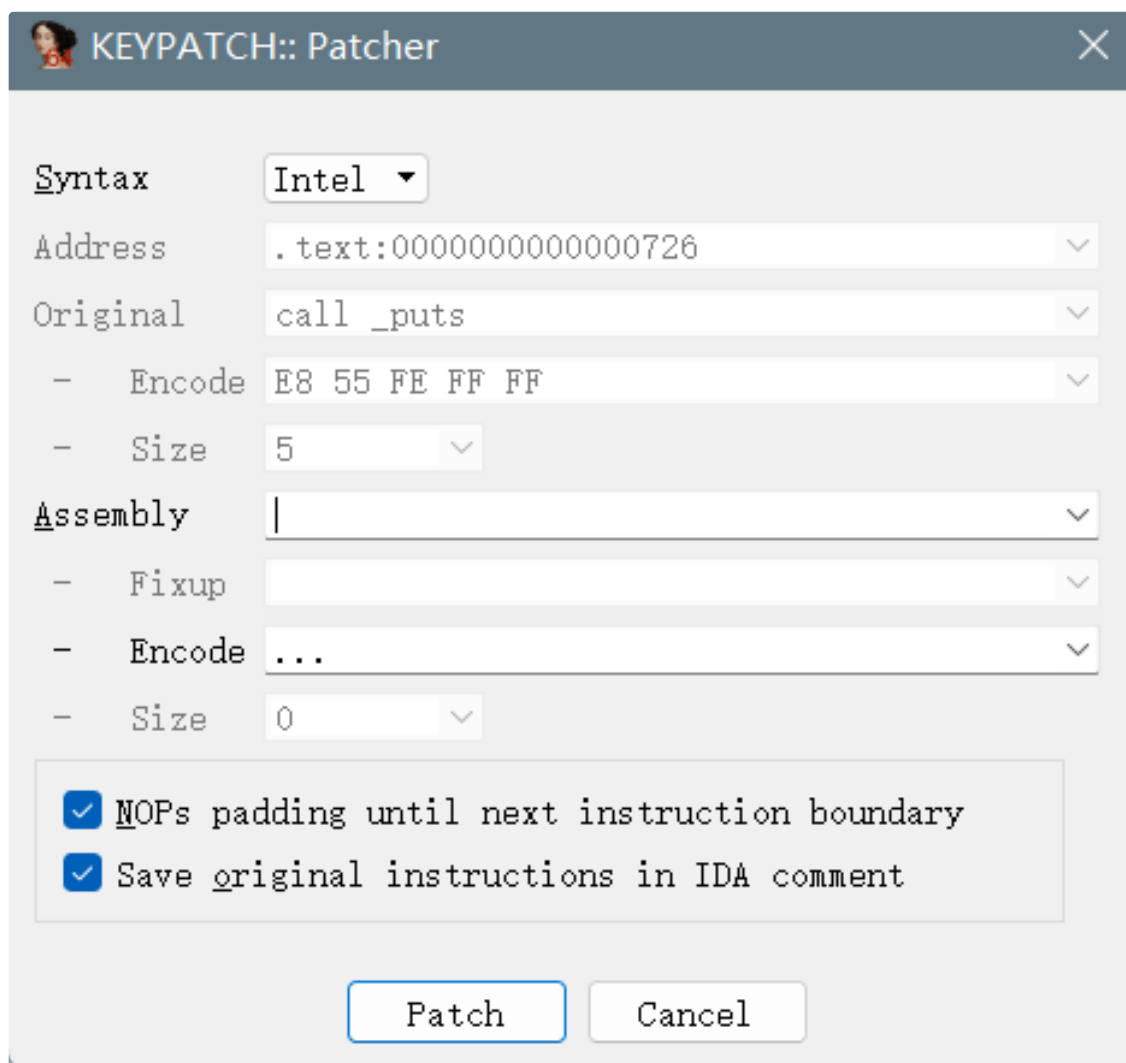 KEYPATCH:: Patcher
Syntax Intel
Address .text:0000000000000726
Original call _puts
- Encode E8 55 FE FF FF
- Size 5
Assembly
- Fixup
- Encode ...
- Size 0
NOPs padding until next instruction boundary
Save original instructions in IDA comment
Patch Cancel